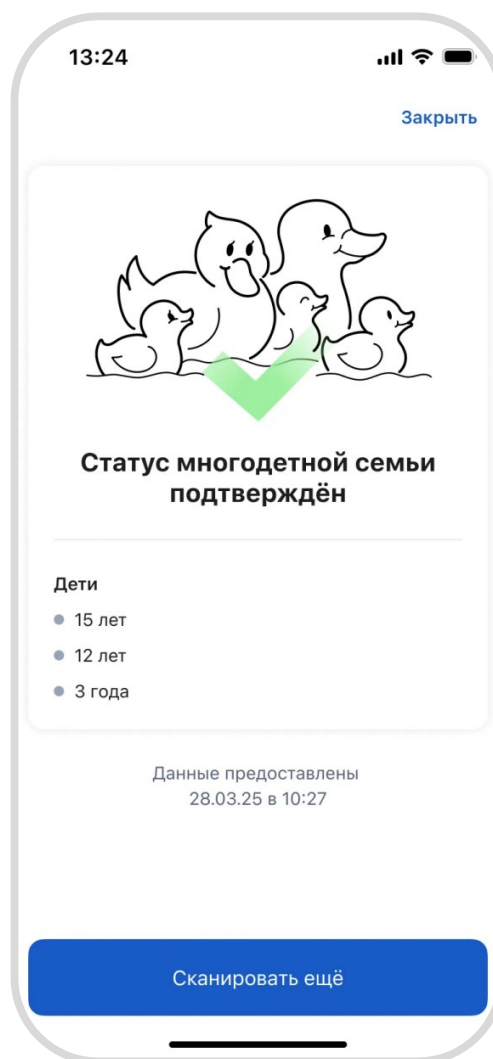 13:24
Закрыть
Статус многодетной семьи
подтверждён
Дети
15 лет
12 лет
3 года
Данные предоставлены
28.03.25 в 10:27
Сканировать ещё